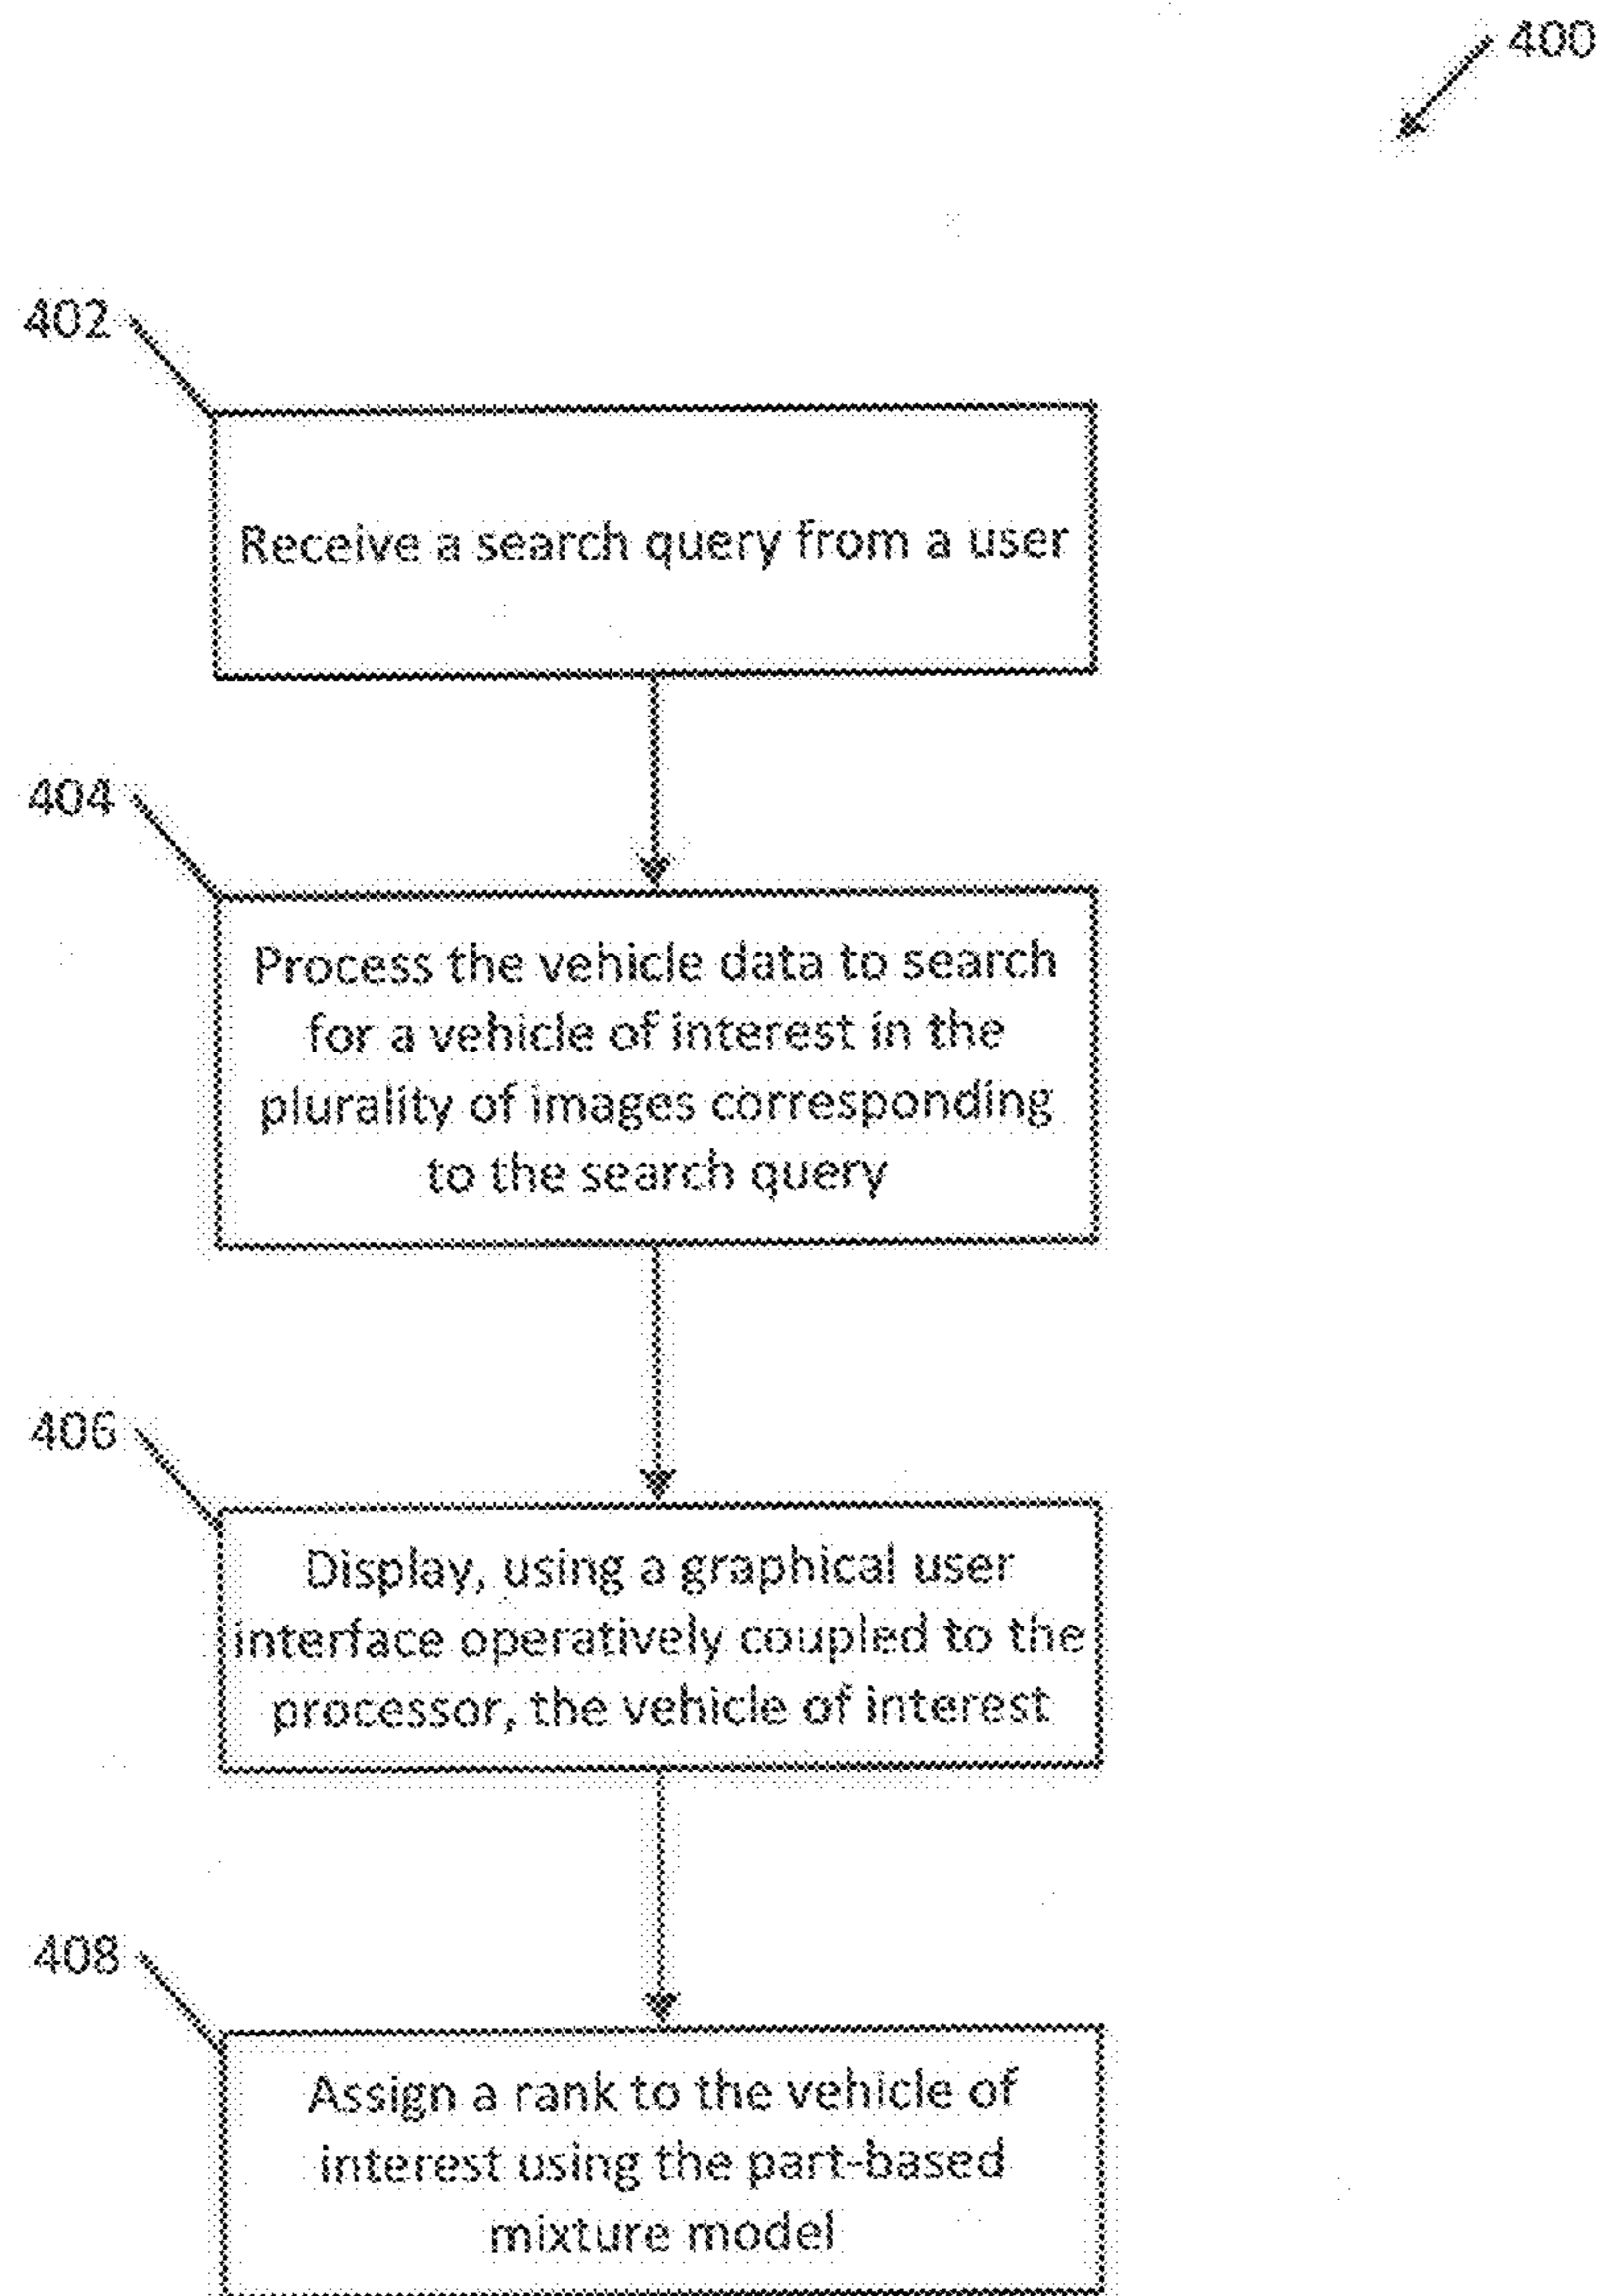 400
402
Receive a search query from a user
404
Process the vehicle data to search
for a vehicle of interest in the
plurality of images corresponding
to the search query
406
Display, using a graphical user
interface operatively coupled to the
processor, the vehicle of interest
408
Assign a rank to the vehicle of
interest using the part-based
mixture model